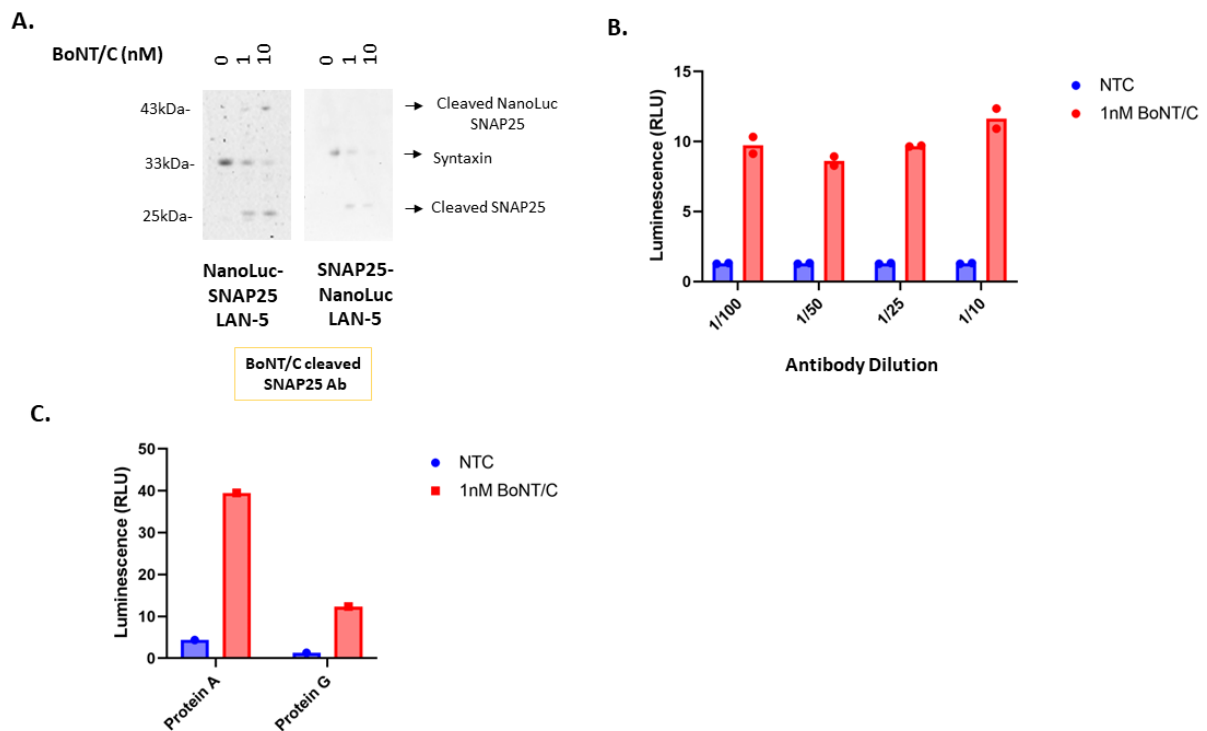 A.
BoNT/C (nM)
0 1 10
0 1 10
43kDa-
33kDa-
25kDa-
Cleaved NanoLuc
SNAP25
Syntaxin
Cleaved SNAP25
NanoLuc-
SNAP25
LAN-5
SNAP25-
NanoLuc
LAN-5
BoNT/C cleaved
SNAP25 Ab
B.
Luminescence (RLU)
15
10
5
0
1/100
1/50
1/25
1/10
Antibody Dilution
NTC
1nM BoNT/C
C.
Luminescence (RLU)
50
40
30
20
10
0
Protein A
Protein G
NTC
1nM BoNT/C